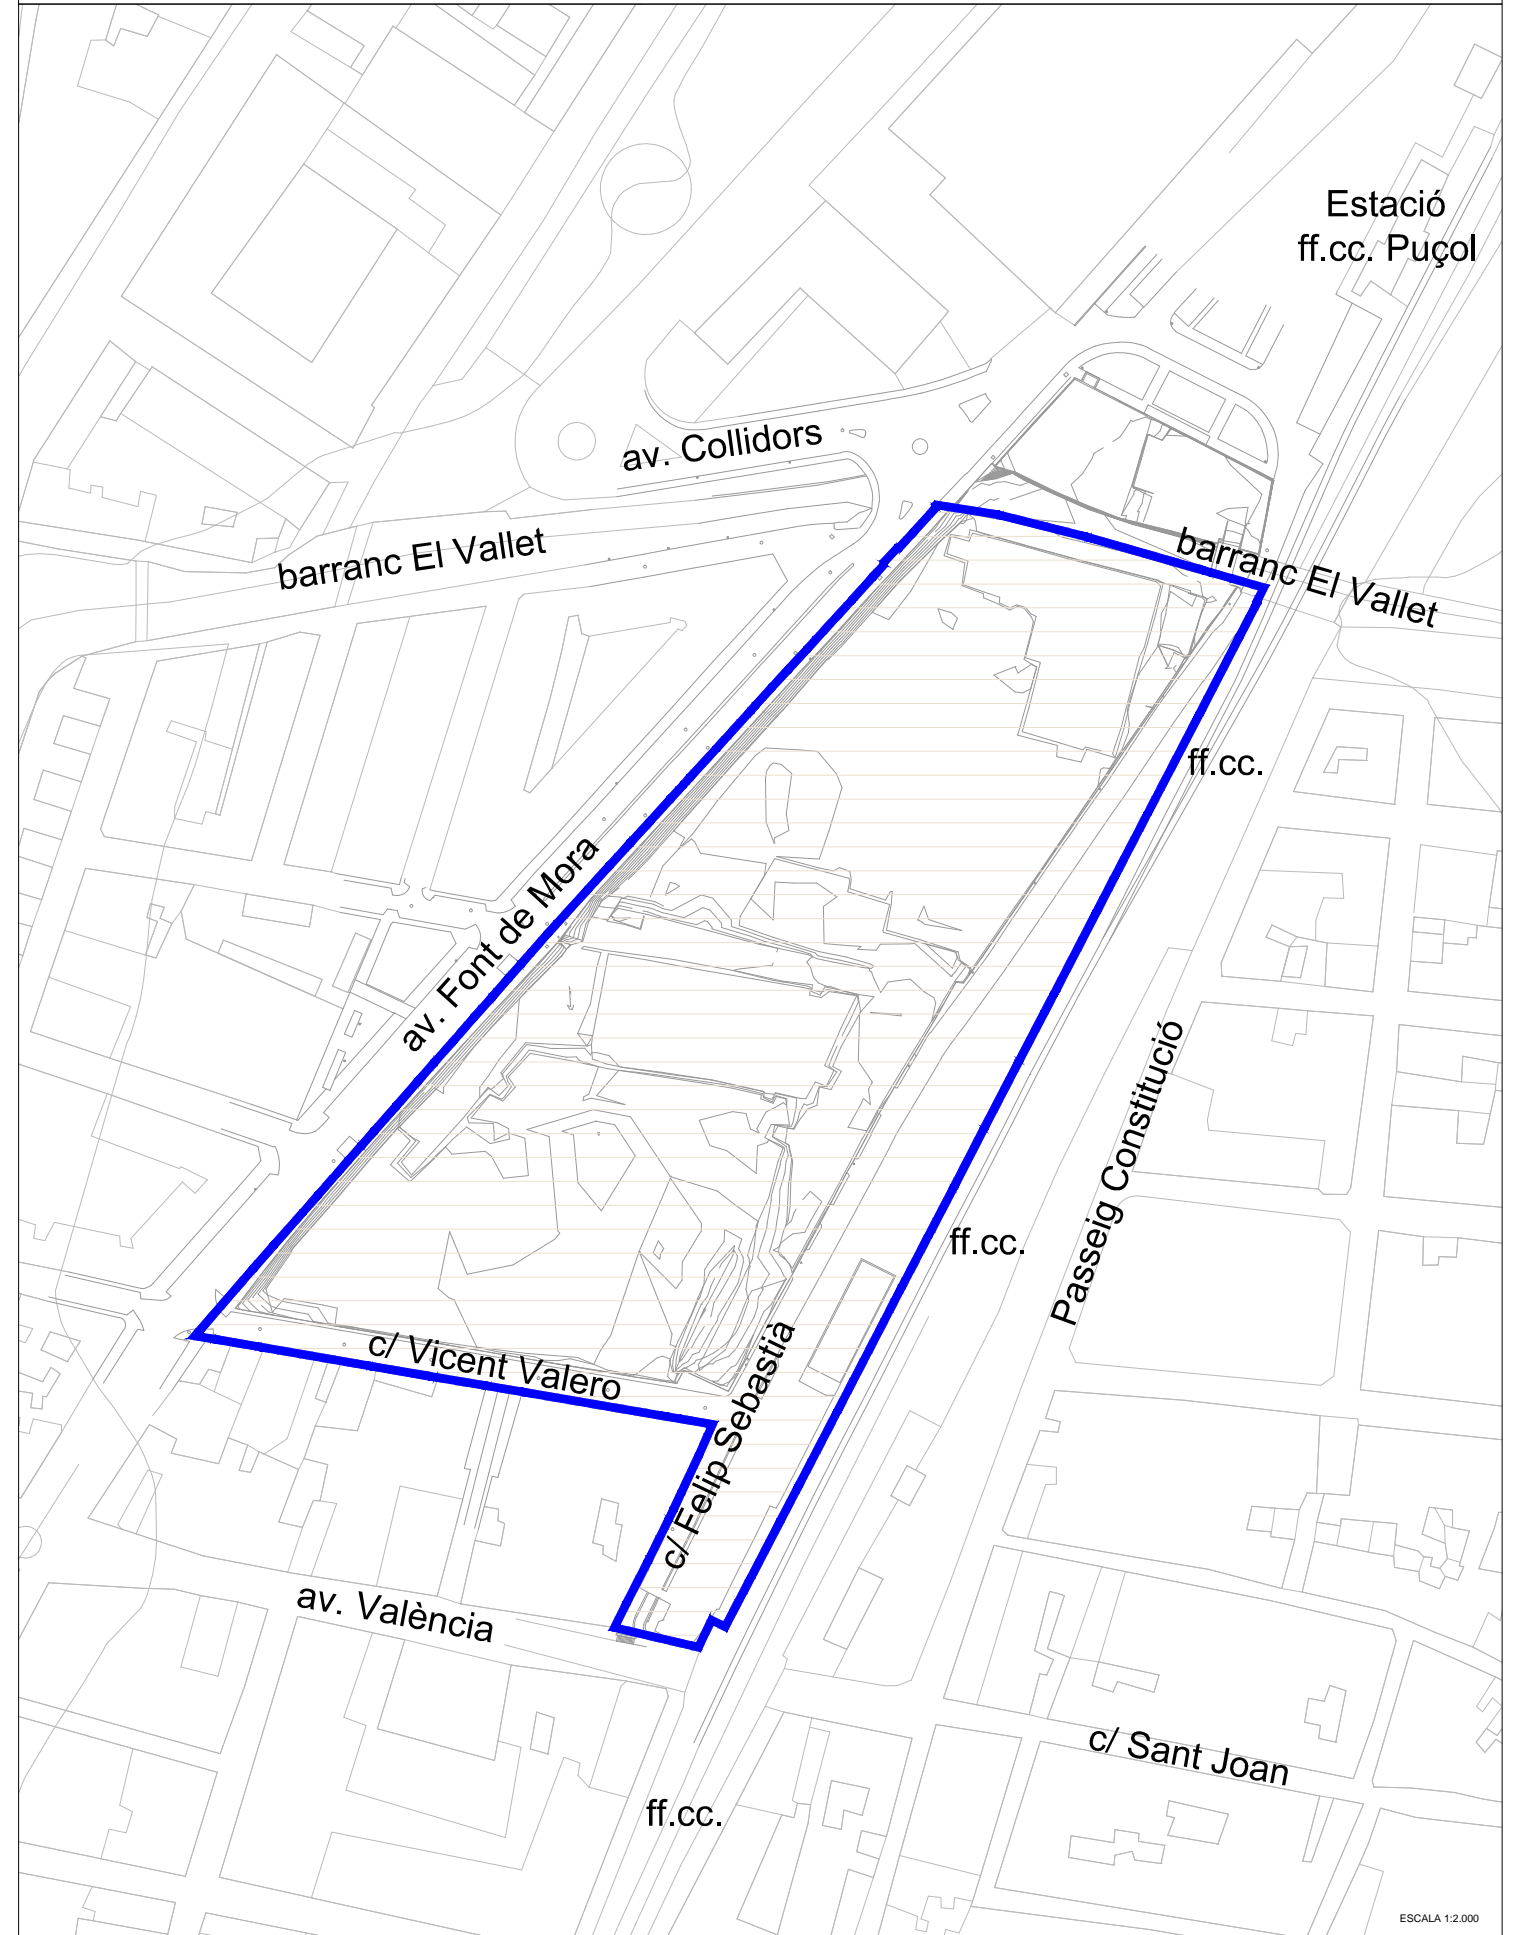 Estació
ff.cc. Puçol
av. Collidors
barranc El Vallet
barranc El Vallet
ff.cc.
av. Font de Mora
Passeig Constitució
ff.cc.
c/ Vicent Valero
c/ Felip Sebastià
av. València
c/ Sant Joan
ff.cc.
ESCALA 1:2.000